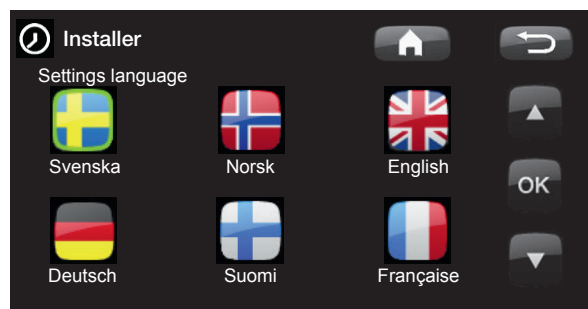 Installer
Settings language
Svenska Norsk English
OK
Deutsch Suomi Française